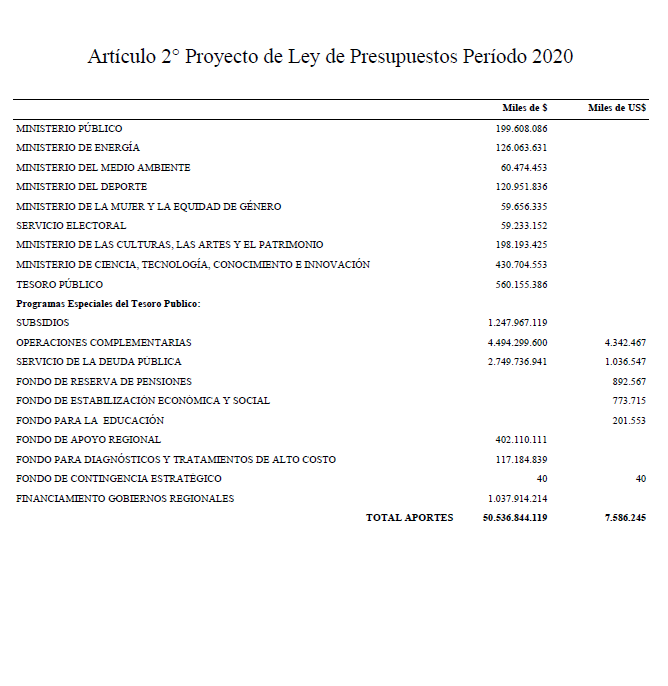 Artículo 2° Proyecto de Ley de Presupuestos Período 2020
Miles de $ Miles de US$
MINISTERIO PÚBLICO 199.608.086
MINISTERIO DE ENERGÍA 126.063.631
MINISTERIO DEL MEDIO AMBIENTE 60.474.453
MINISTERIO DEL DEPORTE 120.951.836
MINISTERIO DE LA MUJER Y LA EQUIDAD DE GÉNERO 59.656.335
SERVICIO ELECTORAL 59.233.152
MINISTERIO DE LAS CULTURAS, LAS ARTES Y EL PATRIMONIO 198.193.425
MINISTERIO DE CIENCIA, TECNOLOGÍA, CONOCIMIENTO E INNOVACIÓN 430.704.553
TESORO PÚBLICO 560.155.386
Programas Especiales del Tesoro Publico:
SUBSIDIOS 1.247.967.119
OPERACIONES COMPLEMENTARIAS 4.494.299.600 4.342.467
SERVICIO DE LA DEUDA PÚBLICA 2.749.736.941 1.036.547
FONDO DE RESERVA DE PENSIONES 892.567
FONDO DE ESTABILIZACIÓN ECONÓMICA Y SOCIAL 773.715
FONDO PARA LA EDUCACIÓN 201.553
FONDO DE APOYO REGIONAL 402.110.111
FONDO PARA DIAGNÓSTICOS Y TRATAMIENTOS DE ALTO COSTO 117.184.839
FONDO DE CONTINGENCIA ESTRATÉGICO 40 40
FINANCIAMIENTO GOBIERNOS REGIONALES 1.037.914.214
TOTAL APORTES 50.536.844.119 7.586.245